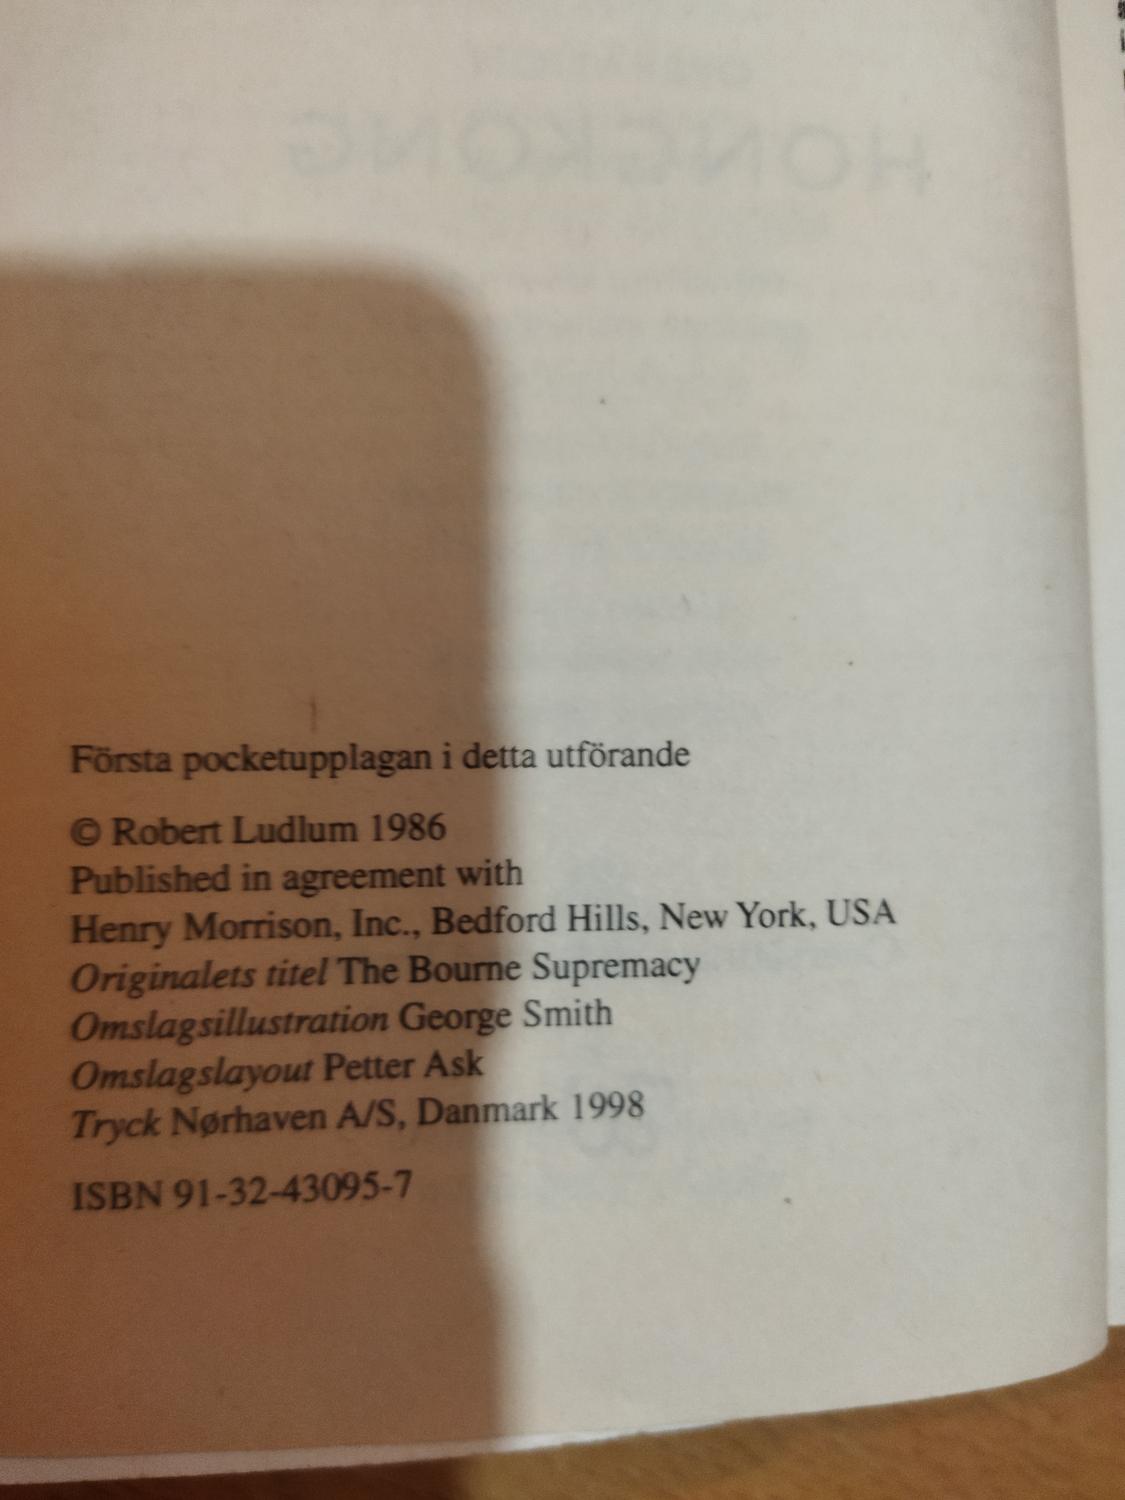 HONGKONG
Första pocketupplagan i detta utförande
© Robert Ludlum 1986
Published in agreement with
Henry Morrison, Inc., Bedford Hills, New York, USA
Originalets titel The Bourne Supremacy
Omslagsillustration George Smith
Omslagslayout Petter Ask
Tryck Nørhaven A/S, Danmark 1998
ISBN 91-32-43095-7